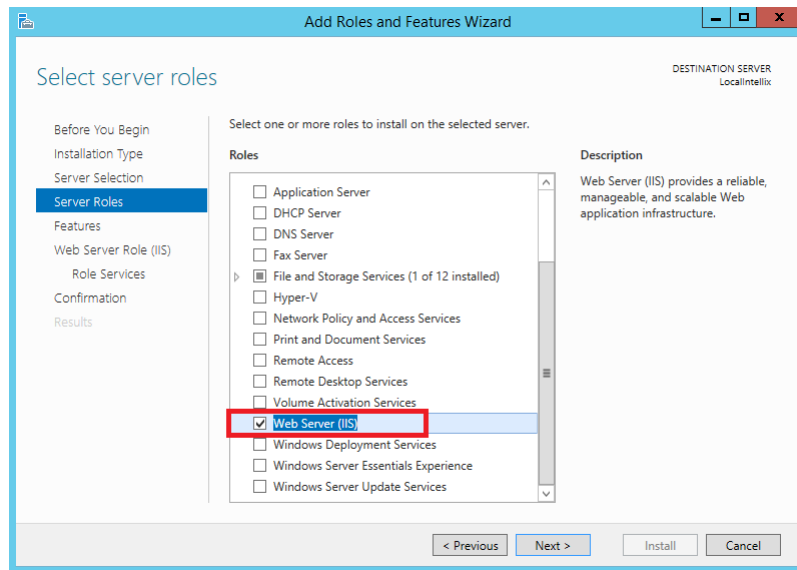 Add Roles and Features Wizard
Select server roles
DESTINATION SERVER
LocalIntellix
Before You Begin
Installation Type
Server Selection
Server Roles
Features
Web Server Role (IIS)
Role Services
Confirmation
Results
Select one or more roles to install on the selected server.
Roles
Application Server
DHCP Server
DNS Server
Fax Server
File and Storage Services (1 of 12 installed)
Hyper-V
Network Policy and Access Services
Print and Document Services
Remote Access
Remote Desktop Services
Volume Activation Services
Web Server (IIS)
Windows Deployment Services
Windows Server Essentials Experience
Windows Server Update Services
Description
Web Server (IIS) provides a reliable,
manageable, and scalable Web
application infrastructure.
< Previous
Next >
Install
Cancel